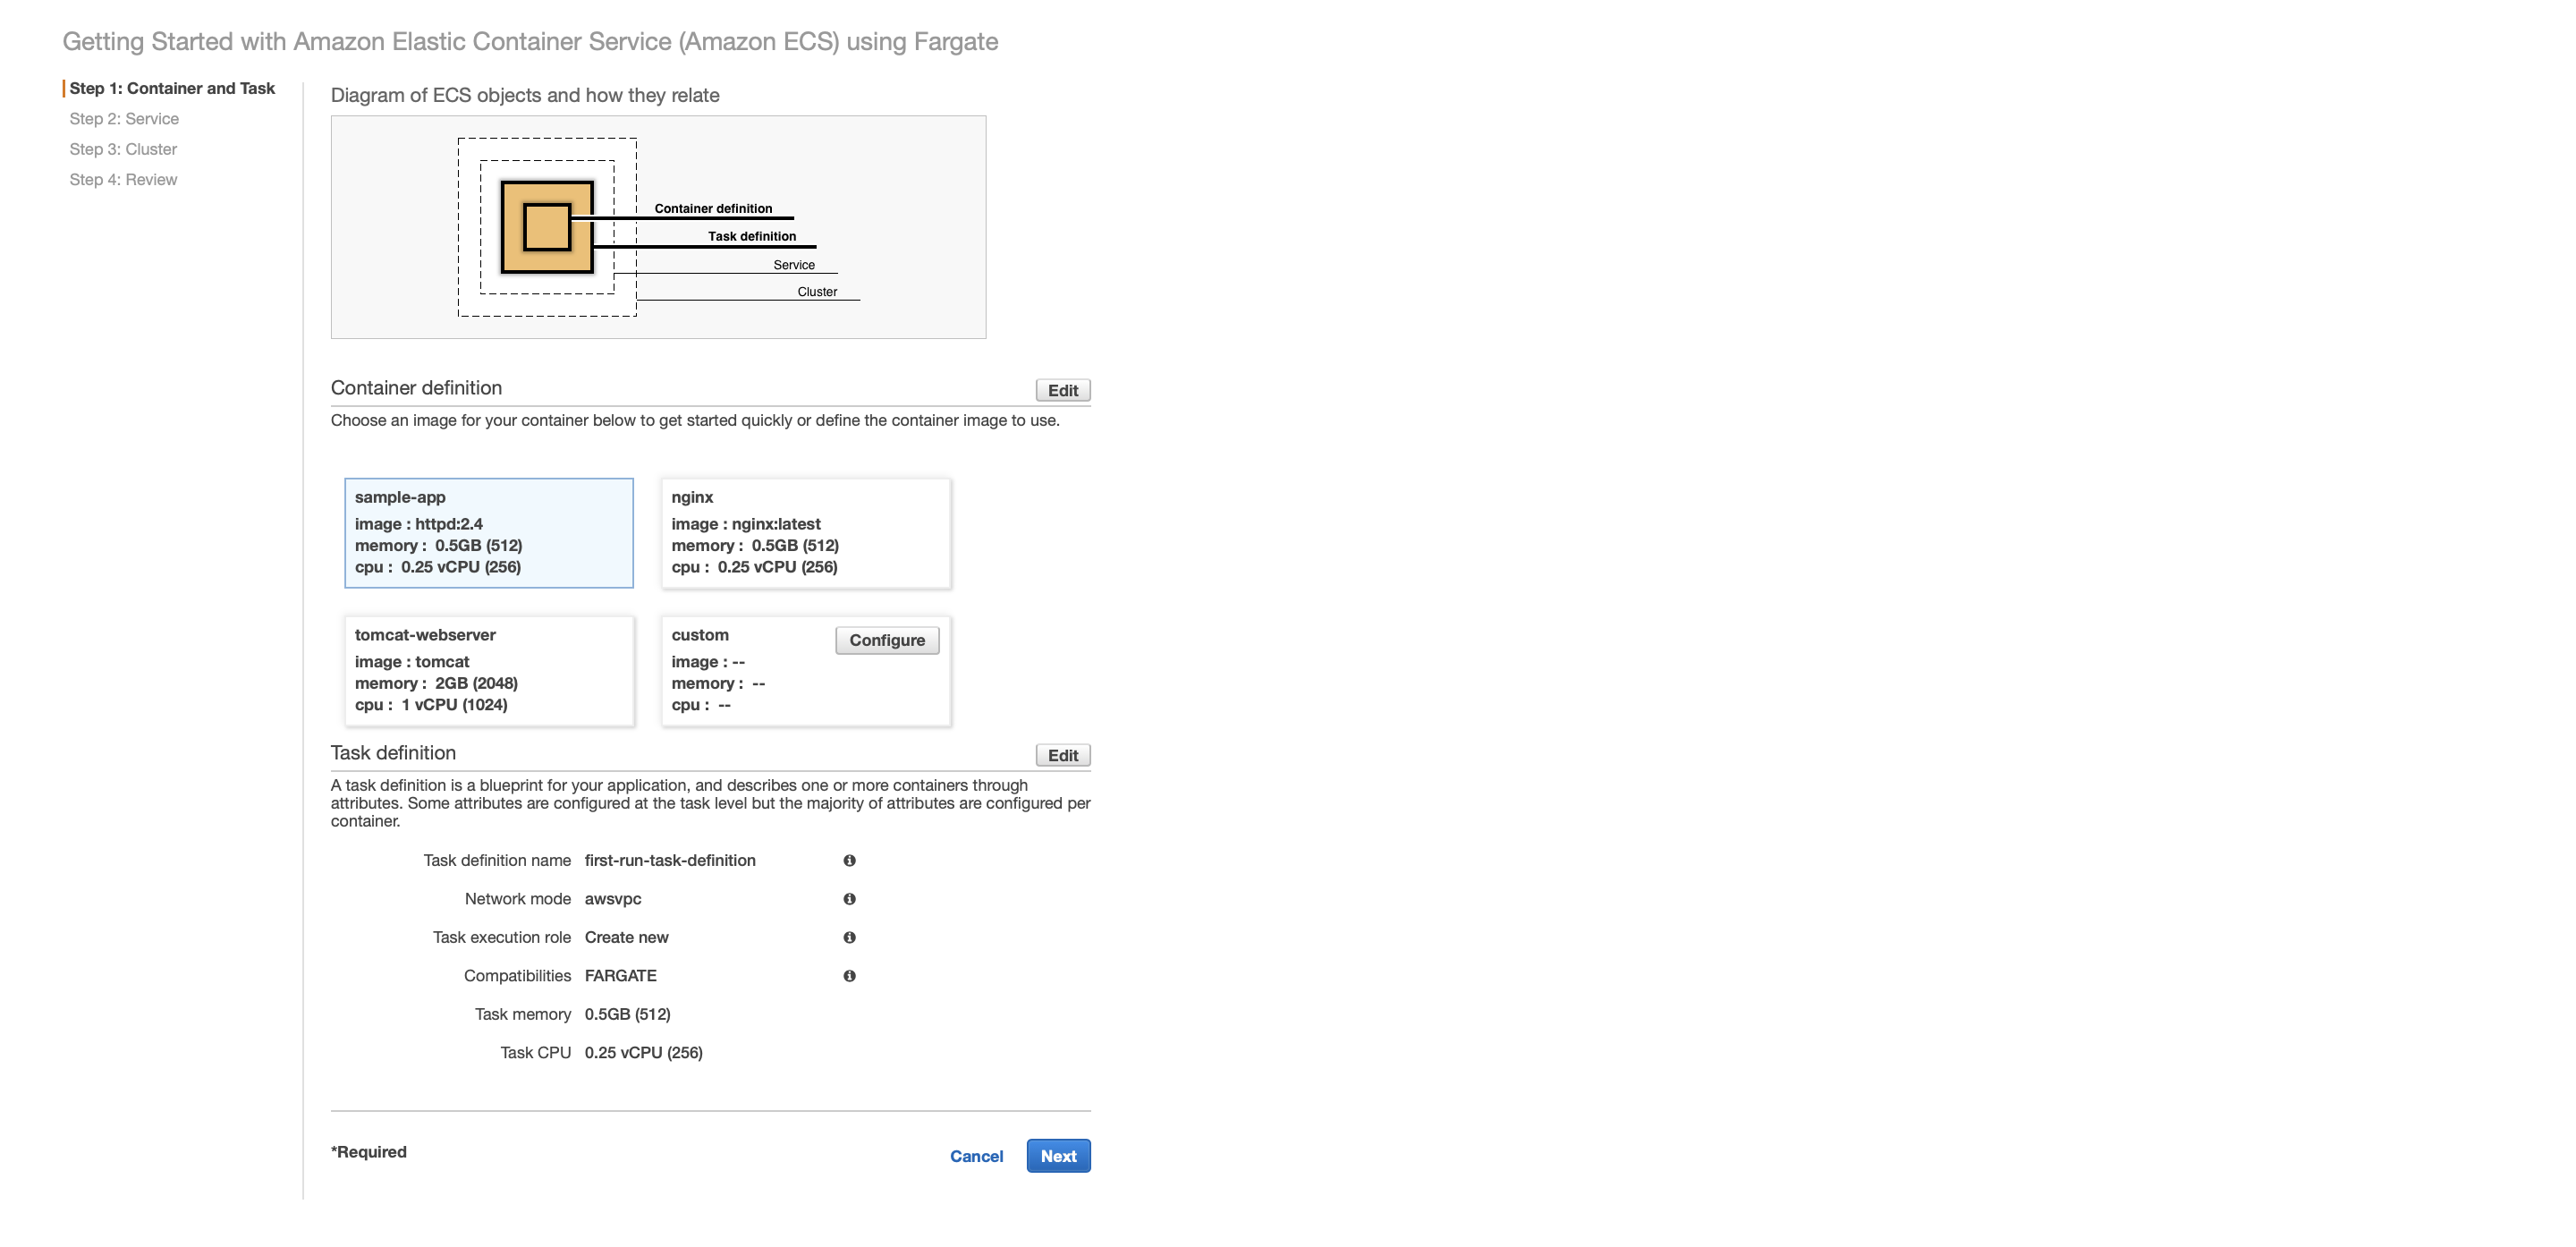 Getting Started with Amazon Elastic Container Service (Amazon ECS) using Fargate
Step 1: Container and Task
Step 2: Service
Step 3: Cluster
Step 4: Review
Diagram of ECS objects and how they relate
Container definition
Task definition
Service
Cluster
Container definition
Edit
Choose an image for your container below to get started quickly or define the container image to use.
sample-app
image : httpd:2.4
memory : 0.5GB (512)
cpu : 0.25 vCPU (256)
nginx
image : nginx:latest
memory : 0.5GB (512)
cpu : 0.25 vCPU (256)
tomcat-webserver
image : tomcat
memory : 2GB (2048)
cpu : 1 vCPU (1024)
custom
Configure
image : --
memory : --
cpu : --
Task definition
Edit
A task definition is a blueprint for your application, and describes one or more containers through
attributes. Some attributes are configured at the task level but the majority of attributes are configured per
container.
Task definition name first-run-task-definition
Network mode awsvpc
Task execution role Create new
Compatibilities FARGATE
Task memory 0.5GB (512)
Task CPU 0.25 vCPU (256)
*Required
Cancel
Next